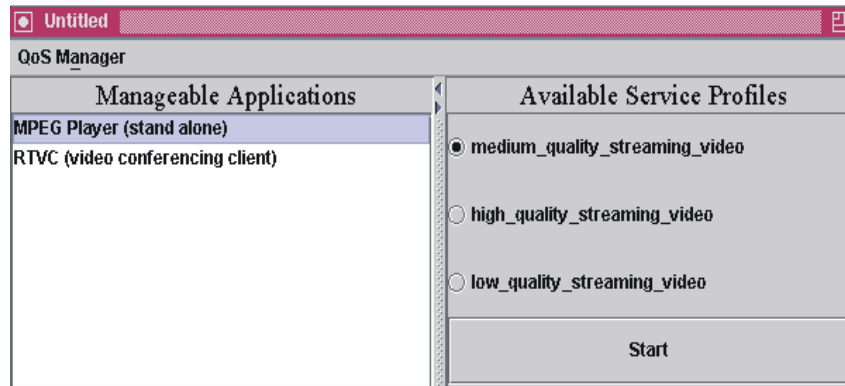 Untitled
QoS Manager
Manageable Applications
MPEG Player (stand alone)
RTVC (video conferencing client)
Available Service Profiles
medium_quality_streaming_video
high_quality_streaming_video
low_quality_streaming_video
Start